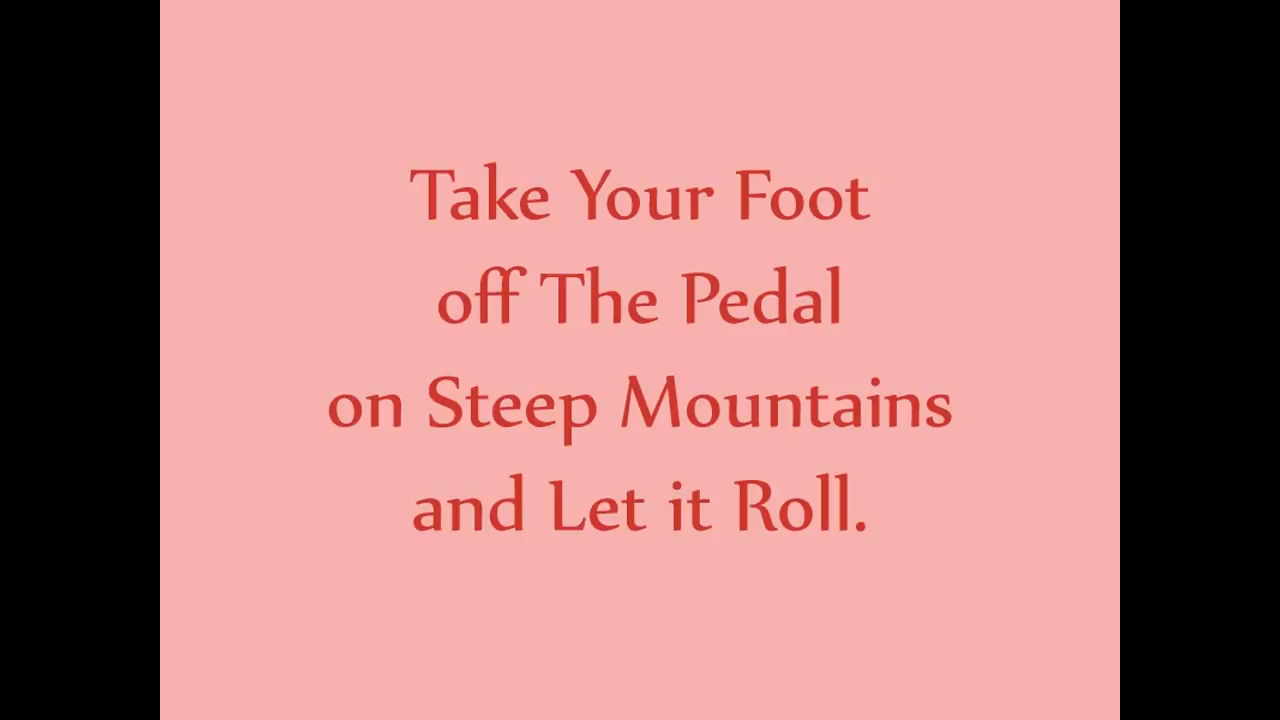 Take Your Foot
off The Pedal
on Steep Mountains
and Let it Roll.